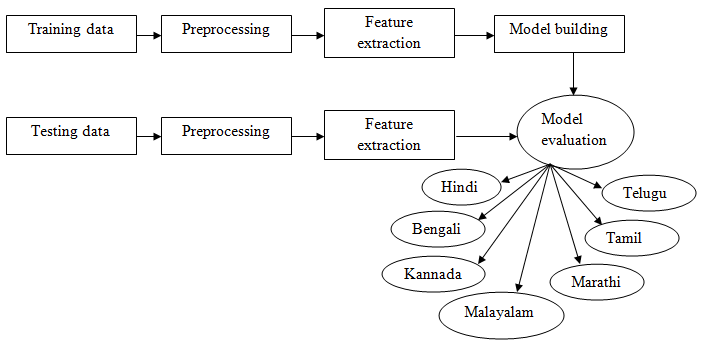 Training data
Preprocessing
Feature
extraction
Model building
Testing data
Preprocessing
Feature
extraction
Model
evaluation
Hindi
Bengali
Kannada
Malayalam
Marathi
Tamil
Telugu